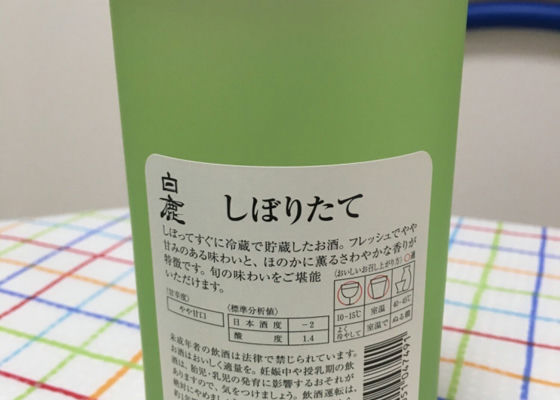 白鹿
しぼりたて
しぼってすぐに冷蔵で貯蔵したお酒。フレッシュでやや
甘みのある味わいと、ほのかに薫るさわやかな香りが
特徴です。旬の味わいをご堪能
いただけます。
〈おいしいお召し上がり方〉〇適
〈甘辛度〉
やや甘口
〈標準分析値〉
日本酒度 −2
酸度 1.4
10-15℃ 室温 40-45℃
よく冷やして 室温で ぬる燗
未成年者の飲酒は法律で禁じられています。
お酒はおいしく適量を。妊娠中や授乳期の飲
酒は、胎児・乳児の発育に影響するおそれが
ありますので、気をつけましょう。飲酒運転は、